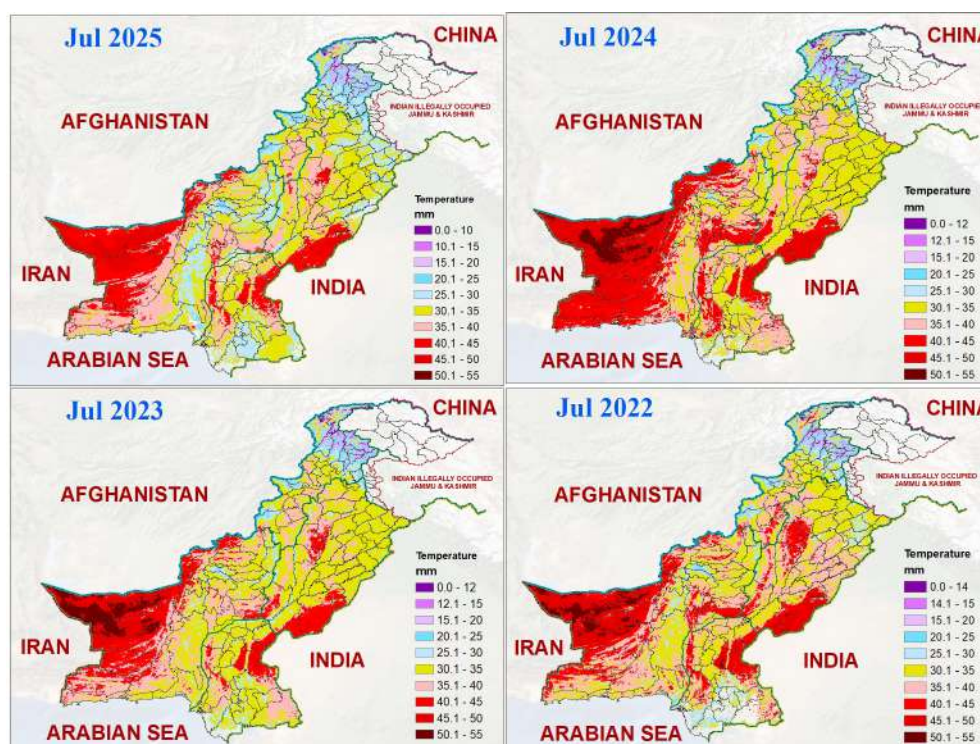 Jul 2025
CHINA
INDIAN ILLEGALLY OCCUPIED
JAMMU & KASHMIR
AFGHANISTAN
IRAN
INDIA
ARABIAN SEA
Temperature
mm
0.0 - 10
10.1 - 15
15.1 - 20
20.1 - 25
25.1 - 30
30.1 - 35
35.1 - 40
40.1 - 45
45.1 - 50
50.1 - 55
Jul 2024
CHINA
INDIAN ILLEGALLY OCCUPIED
JAMMU & KASHMIR
AFGHANISTAN
IRAN
INDIA
ARABIAN SEA
Temperature
mm
0.0 - 12
12.1 - 15
15.1 - 20
20.1 - 25
25.1 - 30
30.1 - 35
35.1 - 40
40.1 - 45
45.1 - 50
50.1 - 55
Jul 2023
CHINA
INDIAN ILLEGALLY OCCUPIED
JAMMU & KASHMIR
AFGHANISTAN
IRAN
INDIA
ARABIAN SEA
Temperature
mm
0.0 - 12
12.1 - 15
15.1 - 20
20.1 - 25
25.1 - 30
30.1 - 35
35.1 - 40
40.1 - 45
45.1 - 50
50.1 - 55
Jul 2022
CHINA
INDIAN ILLEGALLY OCCUPIED
JAMMU & KASHMIR
AFGHANISTAN
IRAN
INDIA
ARABIAN SEA
Temperature
mm
0.0 - 14
14.1 - 15
15.1 - 20
20.1 - 25
25.1 - 30
30.1 - 35
35.1 - 40
40.1 - 45
45.1 - 50
50.1 - 55